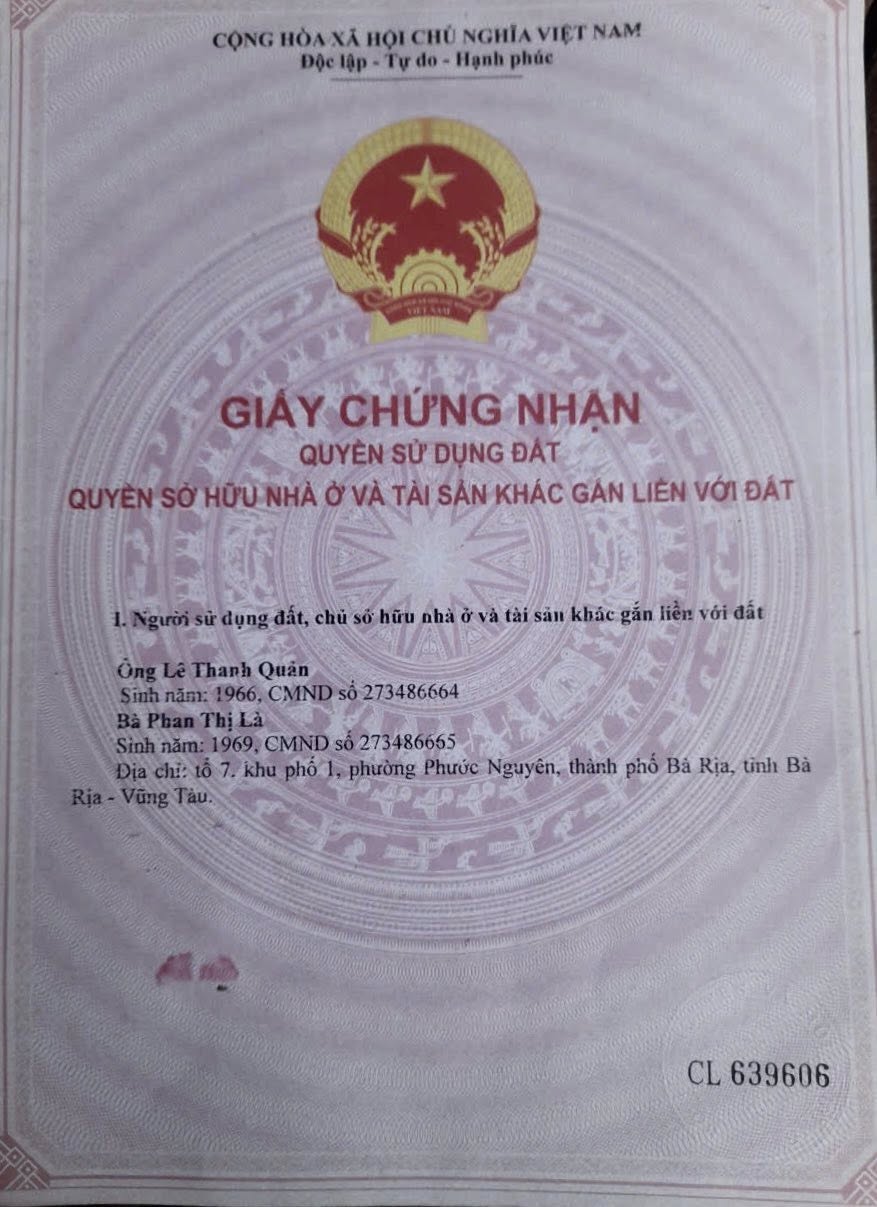 CỘNG HÒA XÃ HỘI CHỦ NGHĨA VIỆT NAM
Độc lập - Tự do - Hạnh phúc
VIỆT NAM
GIẤY CHỨNG NHẬN
QUYỀN SỬ DỤNG ĐẤT
QUYỀN SỞ HỮU NHÀ Ở VÀ TÀI SẢN KHÁC GẮN LIỀN VỚI ĐẤT
I. Người sử dụng đất, chủ sở hữu nhà ở và tài sản khác gắn liền với đất
Ông Lê Thanh Quản
Sinh năm: 1966, CMND số 273486664
Bà Phan Thị Là
Sinh năm: 1969, CMND số 273486665
Địa chỉ: tổ 7, khu phố 1, phường Phước Nguyên, thành phố Bà Rịa, tỉnh Bà
Rịa - Vũng Tàu.
CL 639606